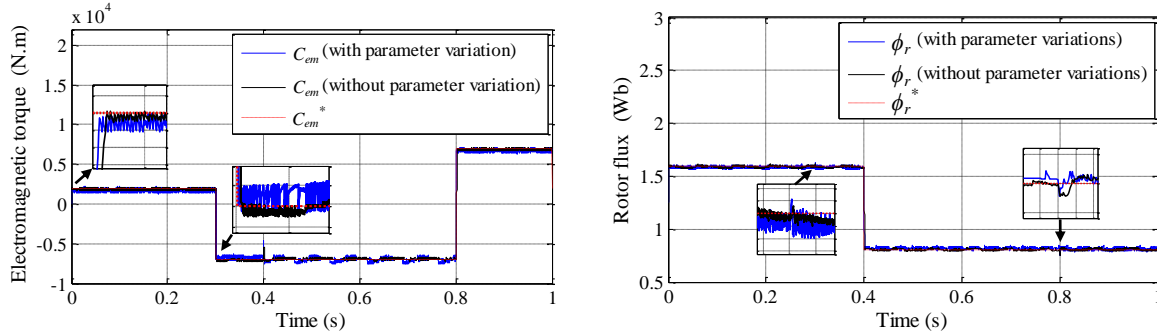 x 10⁴
Electromagnetic torque (N.m)
2
1.5
1
0.5
0
-0.5
-1
C_em (with parameter variation)
C_em (without parameter variation)
C_em*
0
0.2
0.4
0.6
0.8
1
Time (s)
Rotor flux (Wb)
3
2.5
2
1.5
1
0.5
ϕ_r (with parameter variations)
ϕ_r (without parameter variations)
ϕ_r*
0
0.2
0.4
0.6
0.8
1
Time (s)